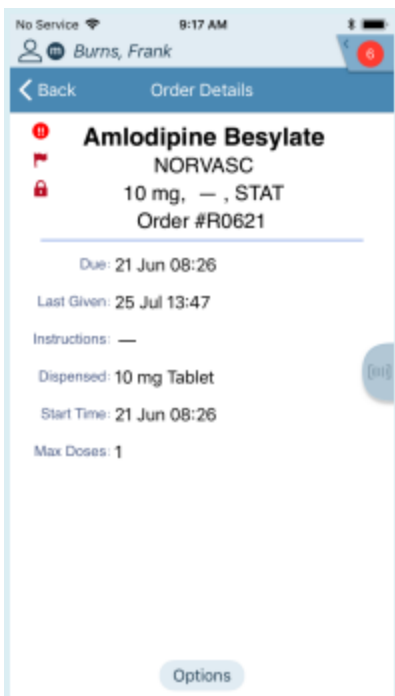 No Service 9:17 AM
m Burns, Frank 6
Back Order Details
!! Amlodipine Besylate
NORVASC
10 mg, — , STAT
Order #R0621
Due: 21 Jun 08:26
Last Given: 25 Jul 13:47
Instructions: —
Dispensed: 10 mg Tablet
Start Time: 21 Jun 08:26
Max Doses: 1
Options